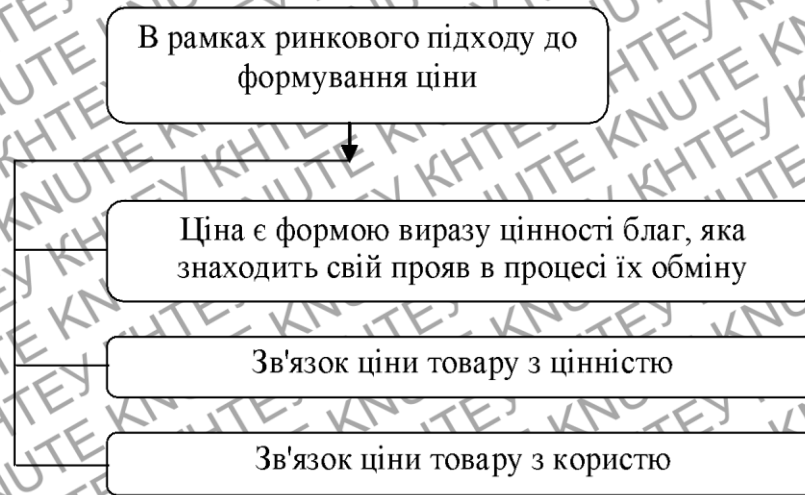 В рамках ринкового підходу до
формування ціни
Ціна є формою виразу цінності благ, яка
знаходить свій прояв в процесі їх обміну
Зв'язок ціни товару з цінністю
Зв'язок ціни товару з користю